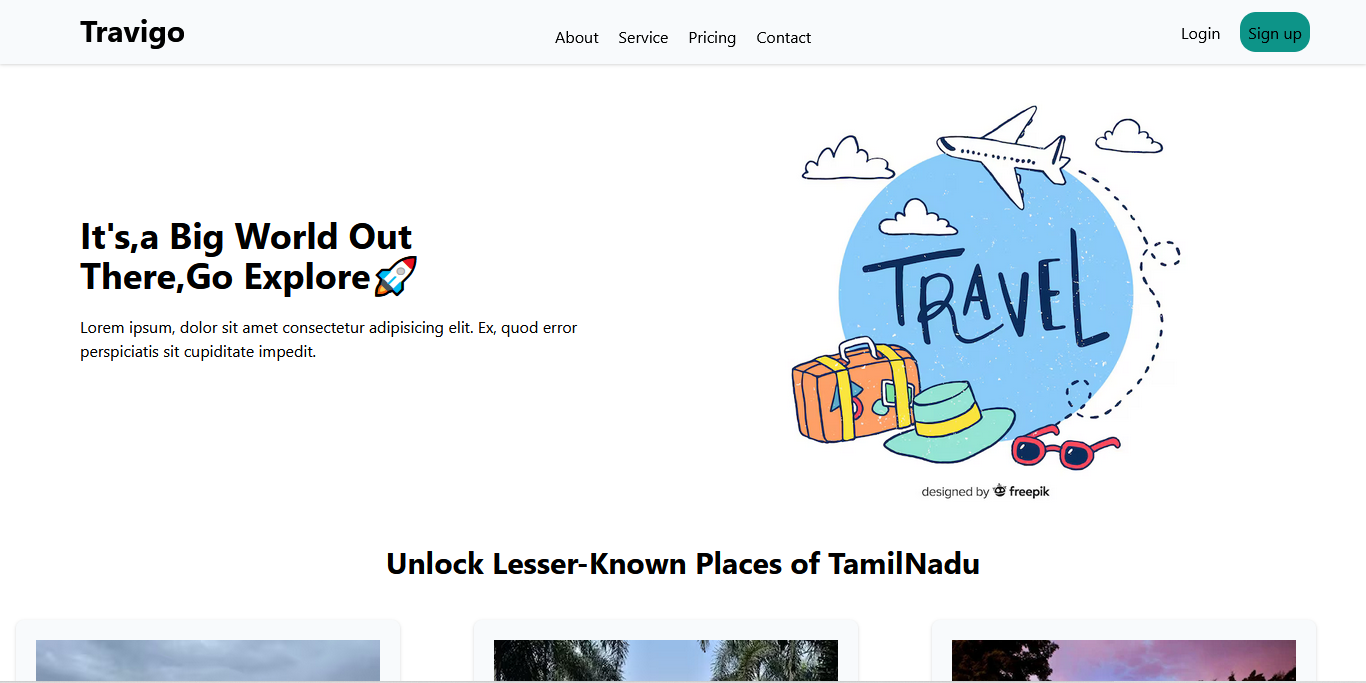 Travigo
About Service Pricing Contact
Login Sign up
It's,a Big World Out
There,Go Explore🚀
Lorem ipsum, dolor sit amet consectetur adipisicing elit. Ex, quod error
perspiciatis sit cupiditate impedit.
TRAVEL
designed by freepik
Unlock Lesser-Known Places of TamilNadu